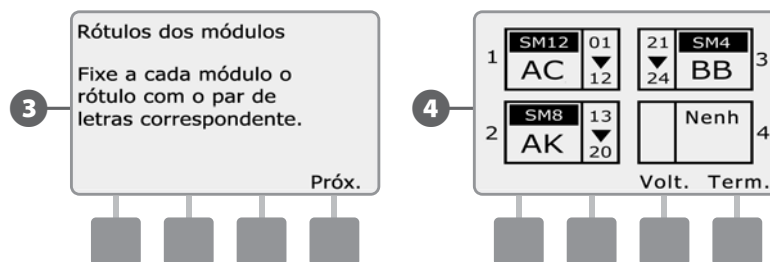 3
Rótulos dos módulos
Fixe a cada módulo o
rótulo com o par de
letras correspondente.
Próx.
4
1
SM12
AC
01
12
21
24
SM4
BB
3
2
SM8
AK
13
20
Nenh
4
Volt. Term.